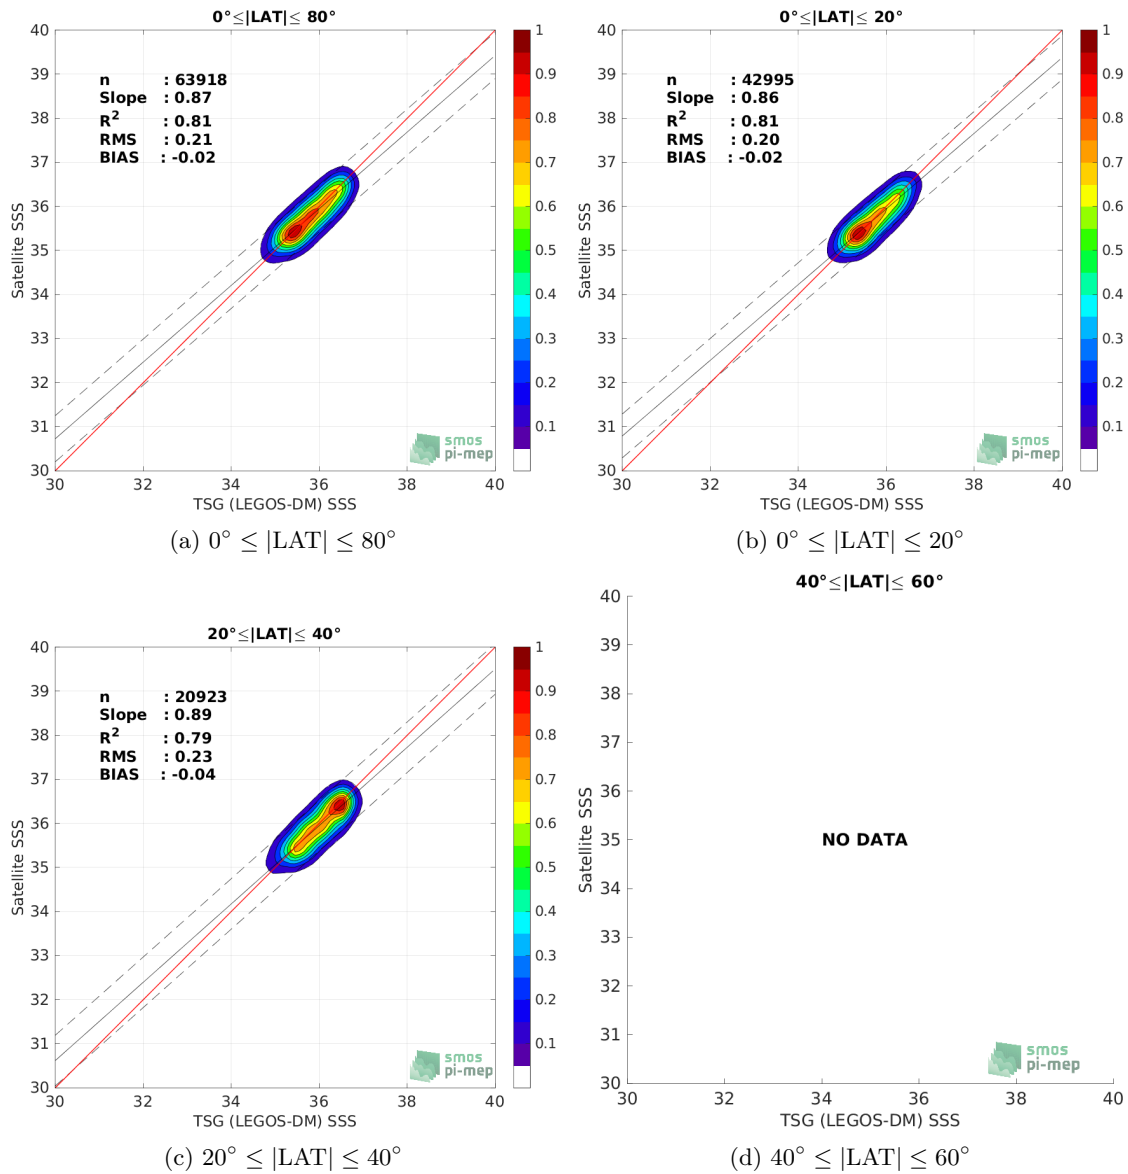 0°≤|LAT|≤ 80°
40
39
38
37
36
35
34
33
32
31
30
Satellite SSS
n : 63918
Slope : 0.87
R² : 0.81
RMS : 0.21
BIAS : -0.02
smos
pi-mep
30 32 34 36 38 40
TSG (LEGOS-DM) SSS
1
0.9
0.8
0.7
0.6
0.5
0.4
0.3
0.2
0.1
(a) 0° ≤ |LAT| ≤ 80°
0°≤|LAT|≤ 20°
40
39
38
37
36
35
34
33
32
31
30
Satellite SSS
n : 42995
Slope : 0.86
R² : 0.81
RMS : 0.20
BIAS : -0.02
smos
pi-mep
30 32 34 36 38 40
TSG (LEGOS-DM) SSS
1
0.9
0.8
0.7
0.6
0.5
0.4
0.3
0.2
0.1
(b) 0° ≤ |LAT| ≤ 20°
20°≤|LAT|≤ 40°
40
39
38
37
36
35
34
33
32
31
30
Satellite SSS
n : 20923
Slope : 0.89
R² : 0.79
RMS : 0.23
BIAS : -0.04
smos
pi-mep
30 32 34 36 38 40
TSG (LEGOS-DM) SSS
1
0.9
0.8
0.7
0.6
0.5
0.4
0.3
0.2
0.1
(c) 20° ≤ |LAT| ≤ 40°
40°≤|LAT|≤ 60°
40
39
38
37
36
35
34
33
32
31
30
Satellite SSS
NO DATA
smos
pi-mep
30 32 34 36 38 40
TSG (LEGOS-DM) SSS
(d) 40° ≤ |LAT| ≤ 60°